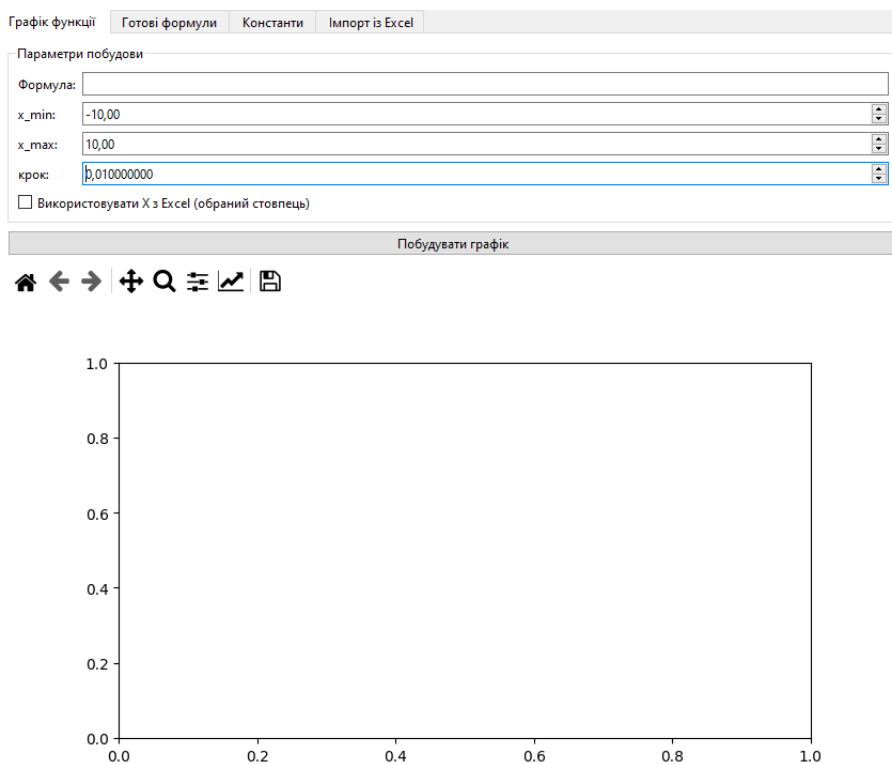 Графік функції Готові формули Константи Імпорт із Excel
Параметри побудови
Формула:
x_min: -10,00
x_max: 10,00
крок: 0,010000000
Використовувати X з Excel (обраний стовпець)
Побудувати графік
1.0
0.8
0.6
0.4
0.2
0.0
0.0 0.2 0.4 0.6 0.8 1.0